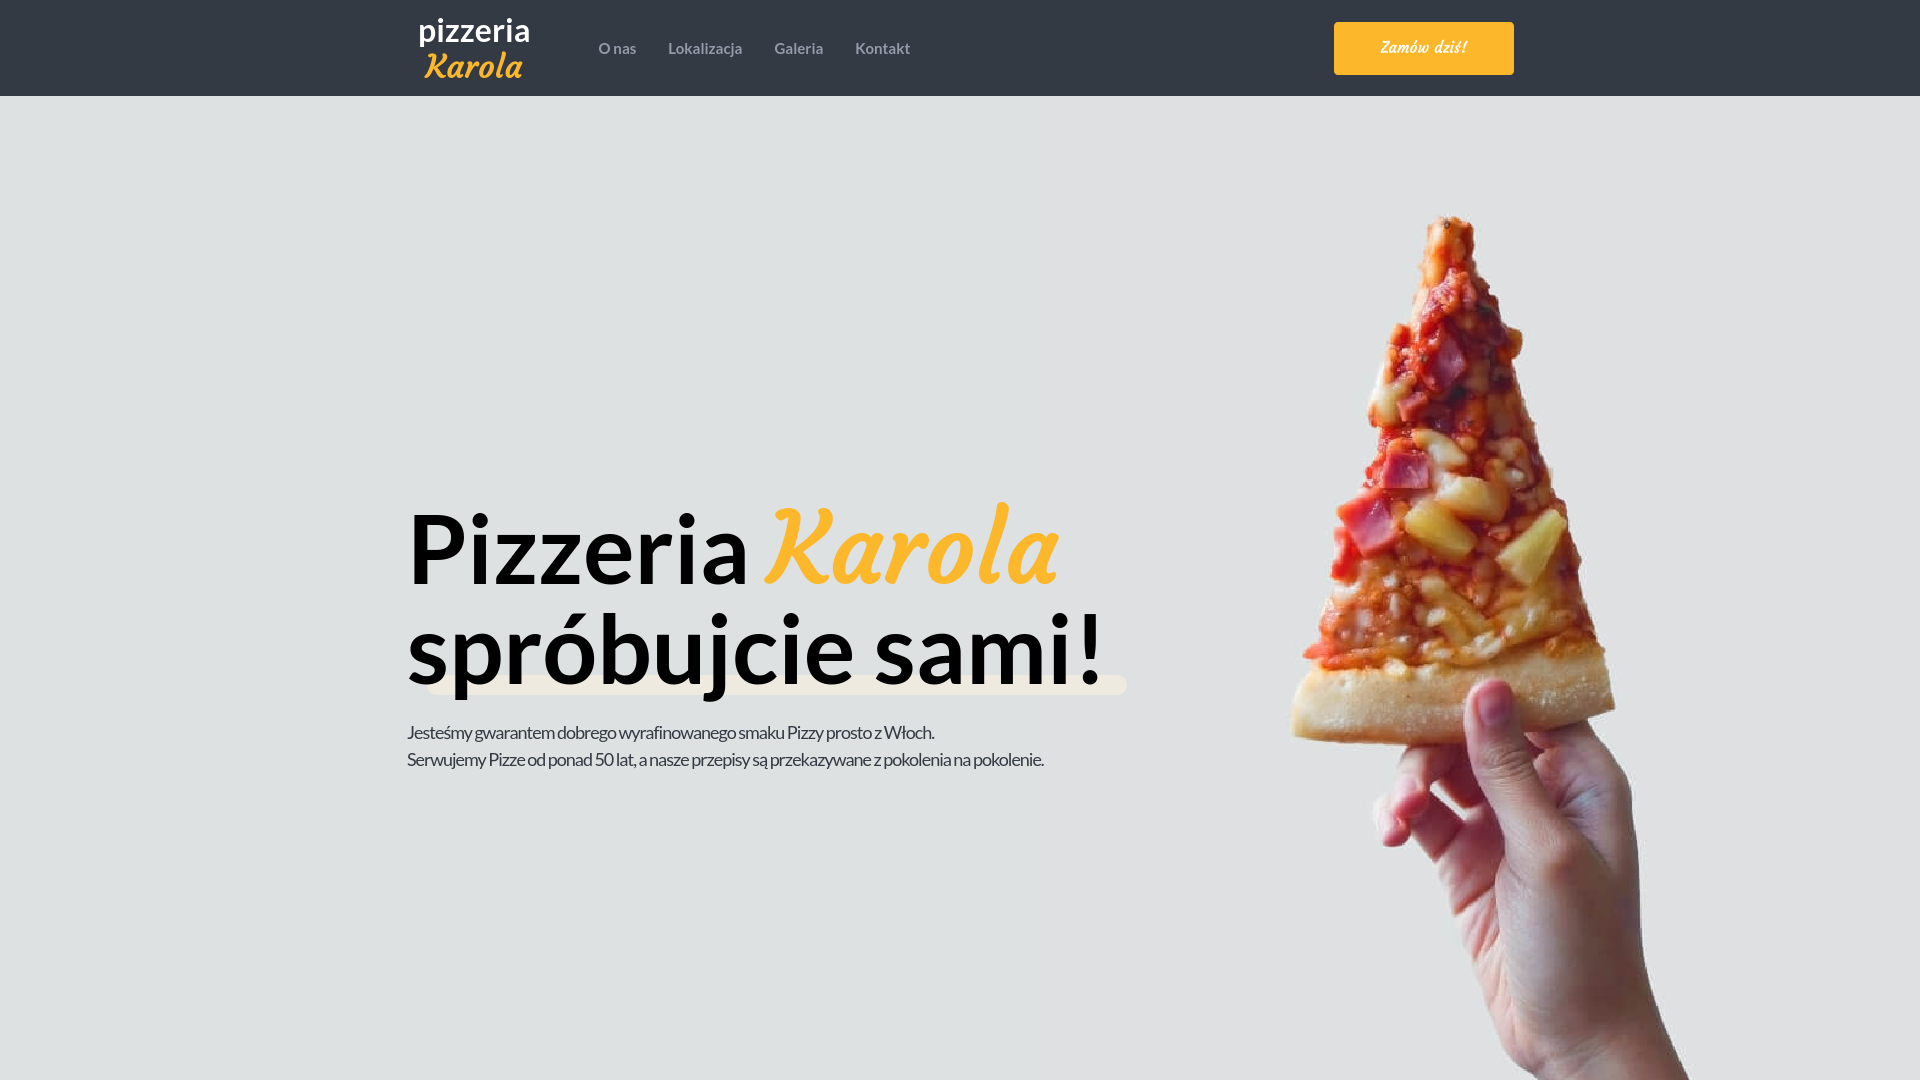 pizzeria
Karola
O nas
Lokalizacja
Galeria
Kontakt
Zamów dziś!
Pizzeria Karola
spróbujcie sami!
Jesteśmy gwarantem dobrego wyrafinowanego smaku Pizzy prosto z Włoch.
Serwujemy Pizze od ponad 50 lat, a nasze przepisy są przekazywane z pokolenia na pokolenie.